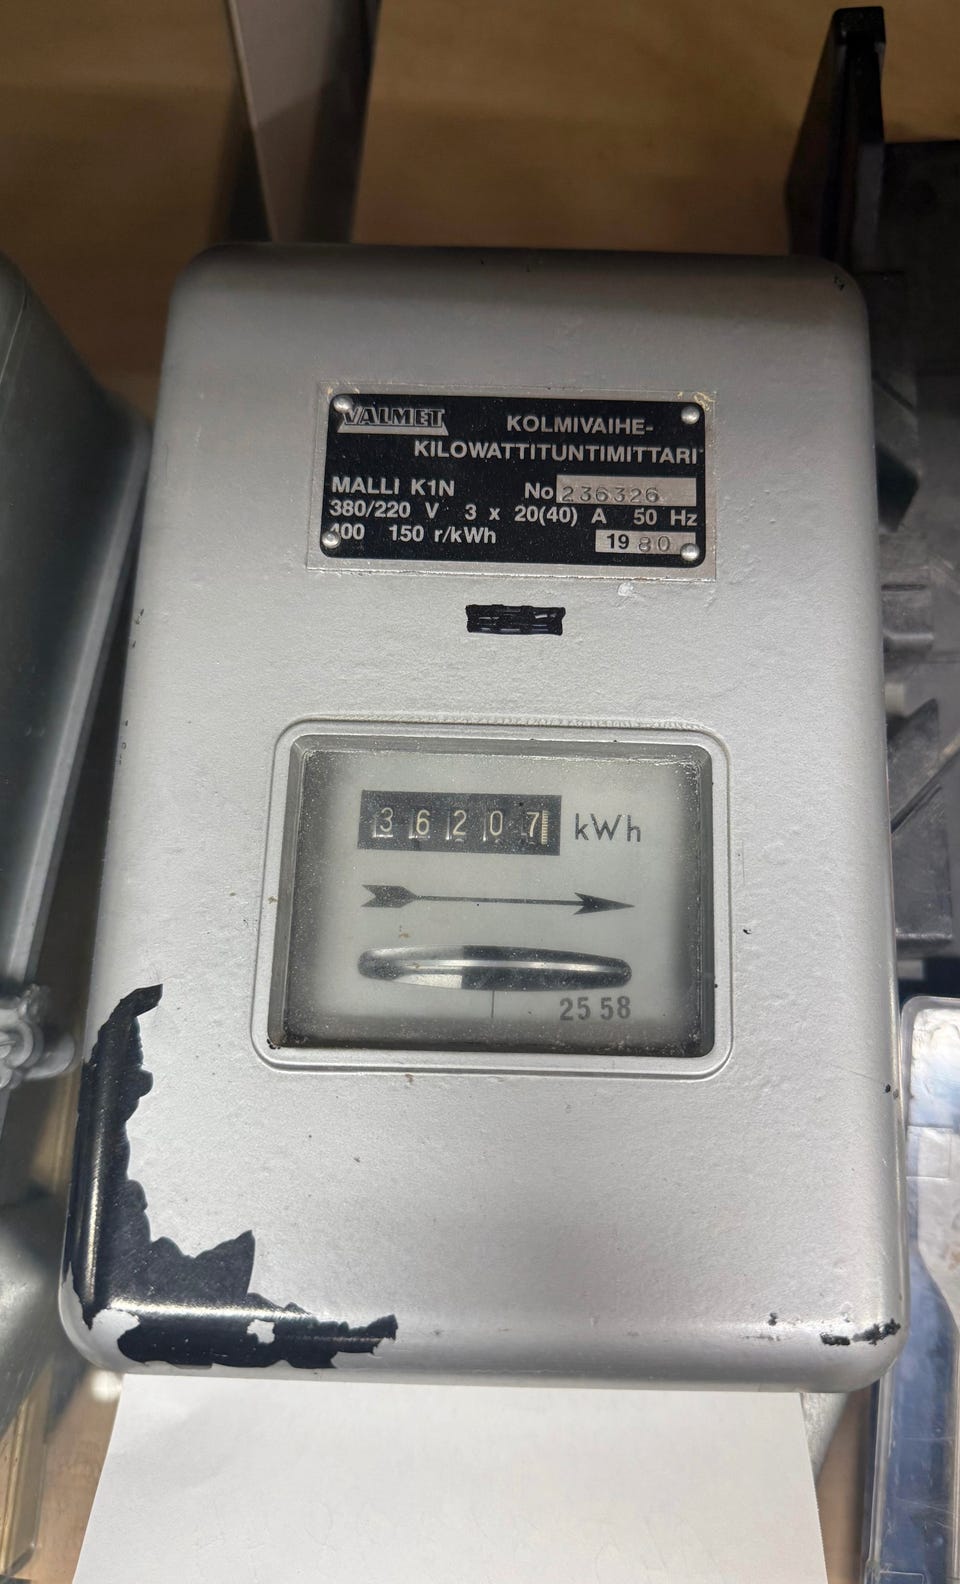 VALMET
KOLMIVAIHE-
KILOWATTITUNTIMITTARI
MALLI K1N No 236326
380/220 V 3 x 20(40) A 50 Hz
400 150 r/kWh 1980
36207 kWh
25 58